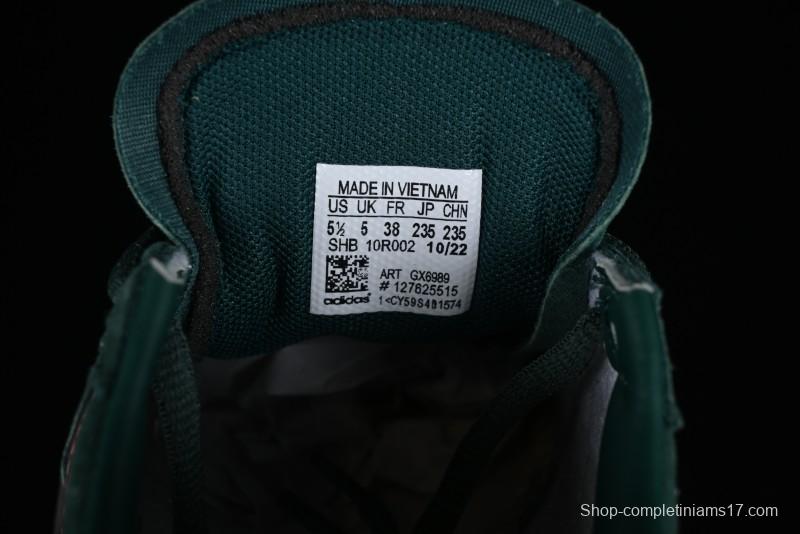 MADE IN VIETNAM
US UK FR JP CHN
5½ 5 38 235 235
SHB 10R002 10/22
ART GX6989
# 127625515
adidas 1<CY59S401574
Shop-completiniams17.com